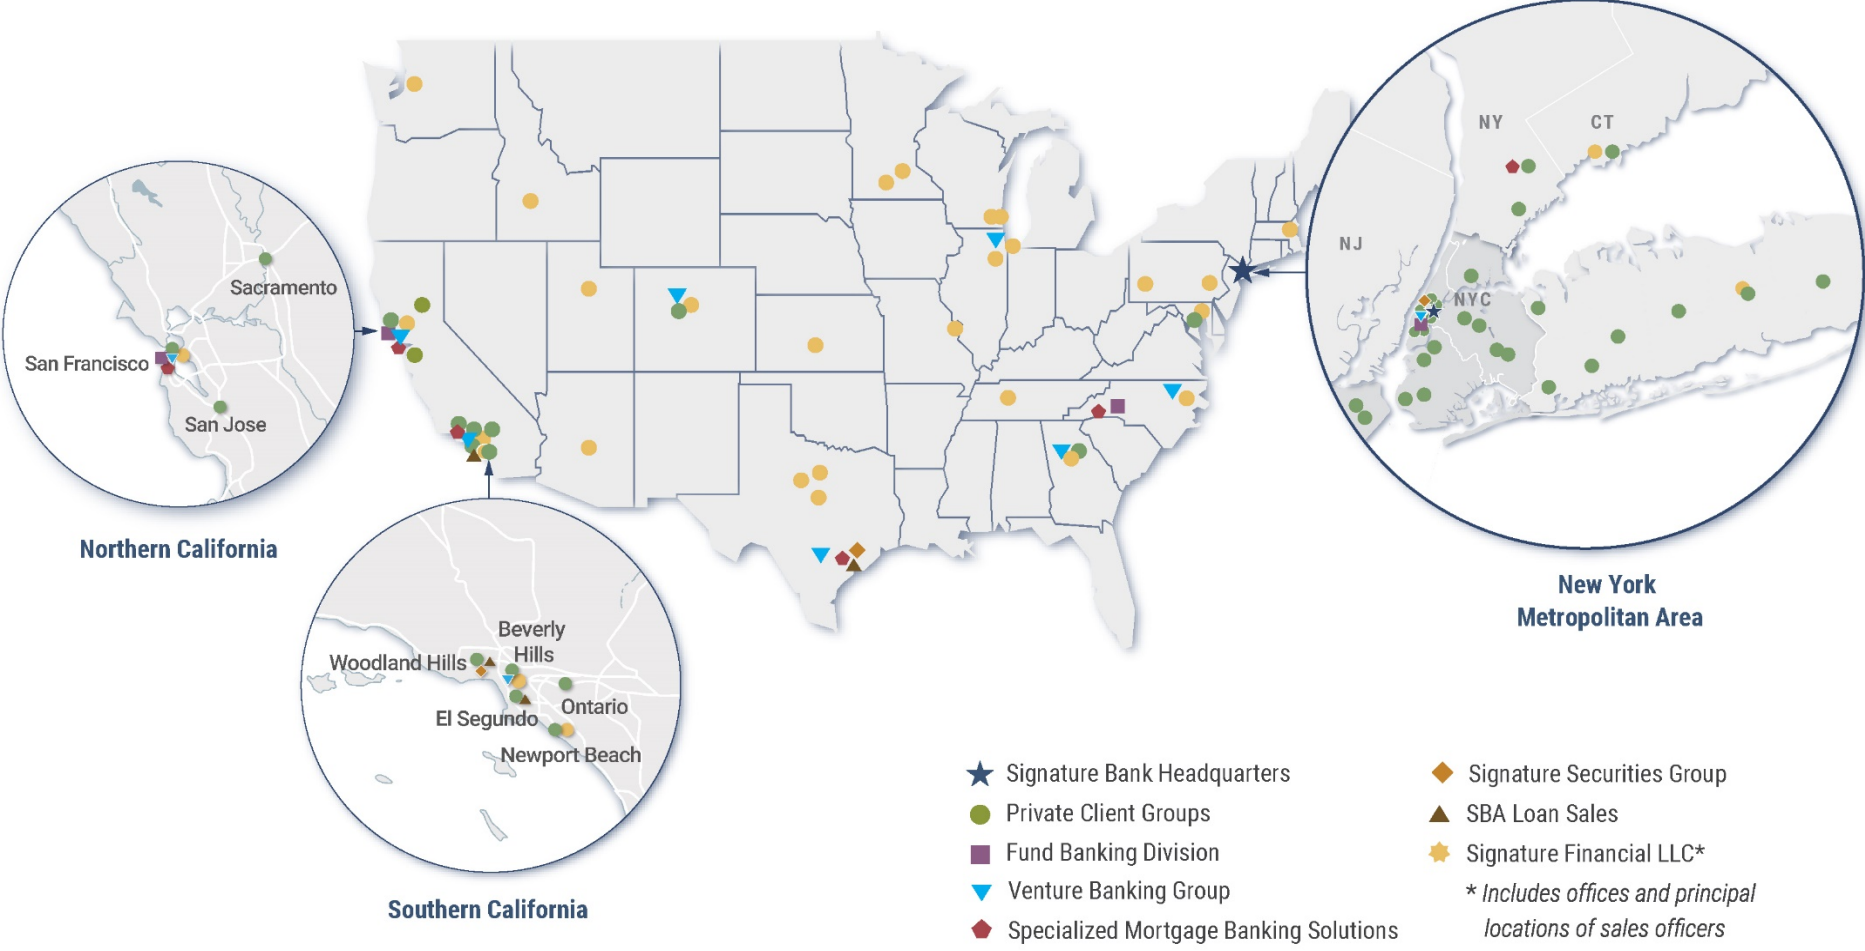 NY
CT
NJ
NYC
Sacramento
San Francisco
San Jose
Northern California
Beverly
Hills
Woodland Hills
Ontario
El Segundo
Newport Beach
Southern California
New York
Metropolitan Area
Signature Bank Headquarters
Private Client Groups
Fund Banking Division
Venture Banking Group
Specialized Mortgage Banking Solutions
Signature Securities Group
SBA Loan Sales
Signature Financial LLC*
* Includes offices and principal
locations of sales officers